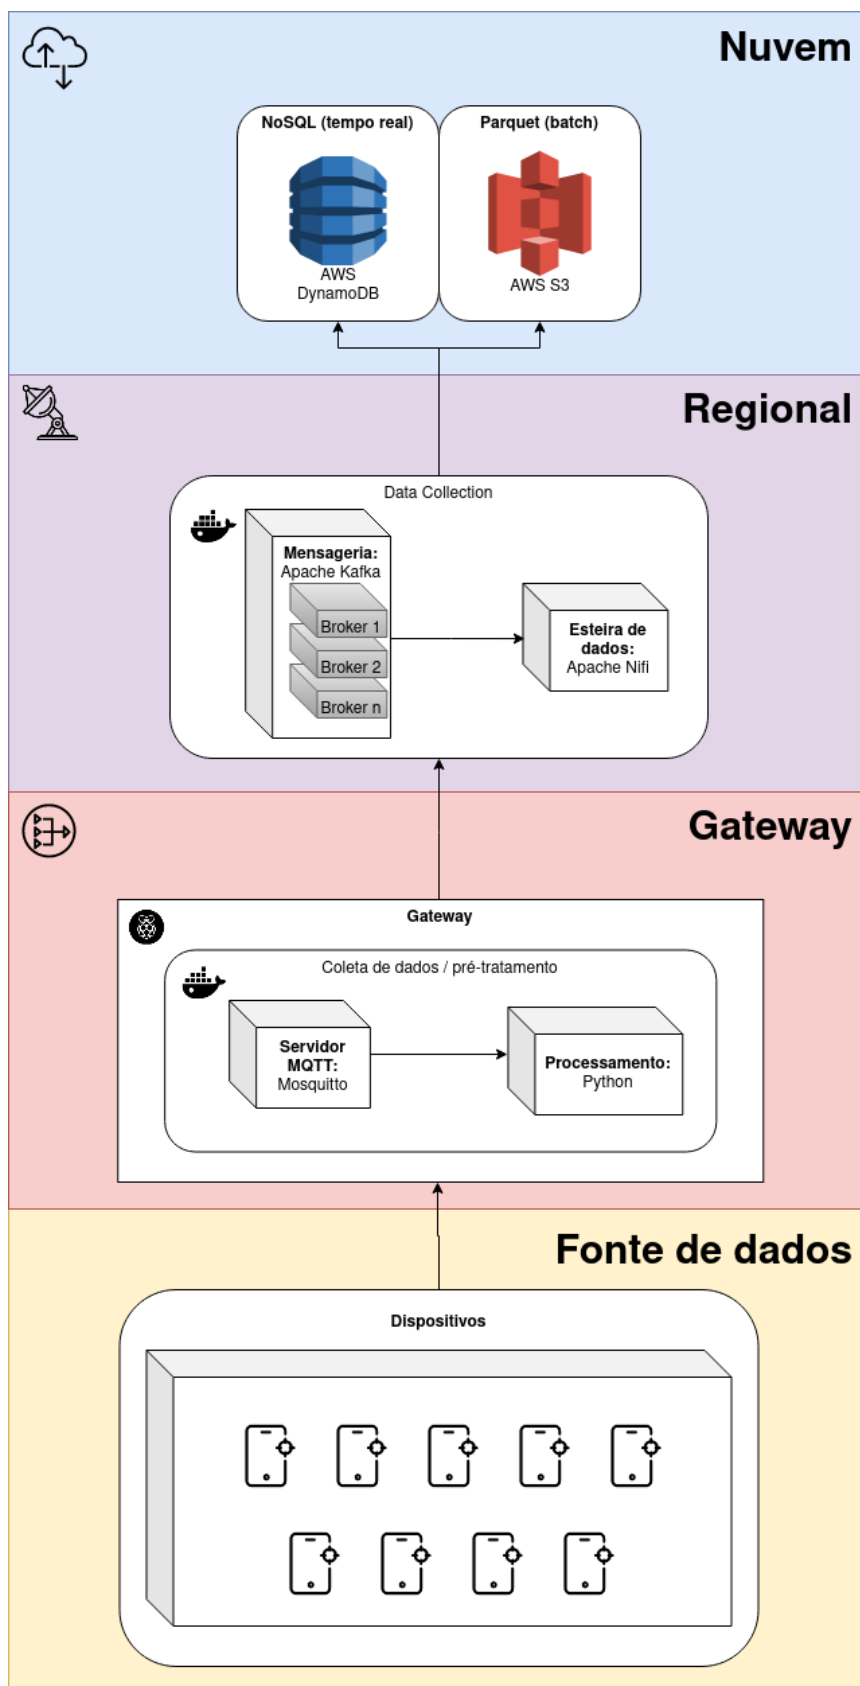 Nuvem
NoSQL (tempo real)
Parquet (batch)
AWS
DynamoDB
AWS S3
Regional
Data Collection
Mensageria:
Apache Kafka
Broker 1
Broker 2
Broker n
Esteira de
dados:
Apache Nifi
Gateway
Gateway
Coleta de dados / pré-tratamento
Servidor
MQTT:
Mosquitto
Processamento:
Python
Fonte de dados
Dispositivos